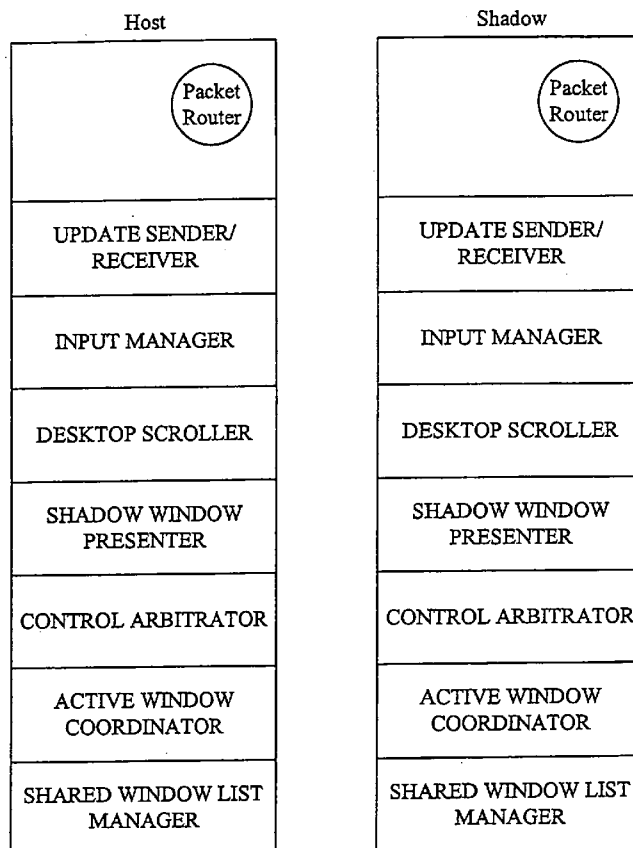 Host
Packet
Router
UPDATE SENDER/
RECEIVER
INPUT MANAGER
DESKTOP SCROLLER
SHADOW WINDOW
PRESENTER
CONTROL ARBITRATOR
ACTIVE WINDOW
COORDINATOR
SHARED WINDOW LIST
MANAGER
Shadow
Packet
Router
UPDATE SENDER/
RECEIVER
INPUT MANAGER
DESKTOP SCROLLER
SHADOW WINDOW
PRESENTER
CONTROL ARBITRATOR
ACTIVE WINDOW
COORDINATOR
SHARED WINDOW LIST
MANAGER